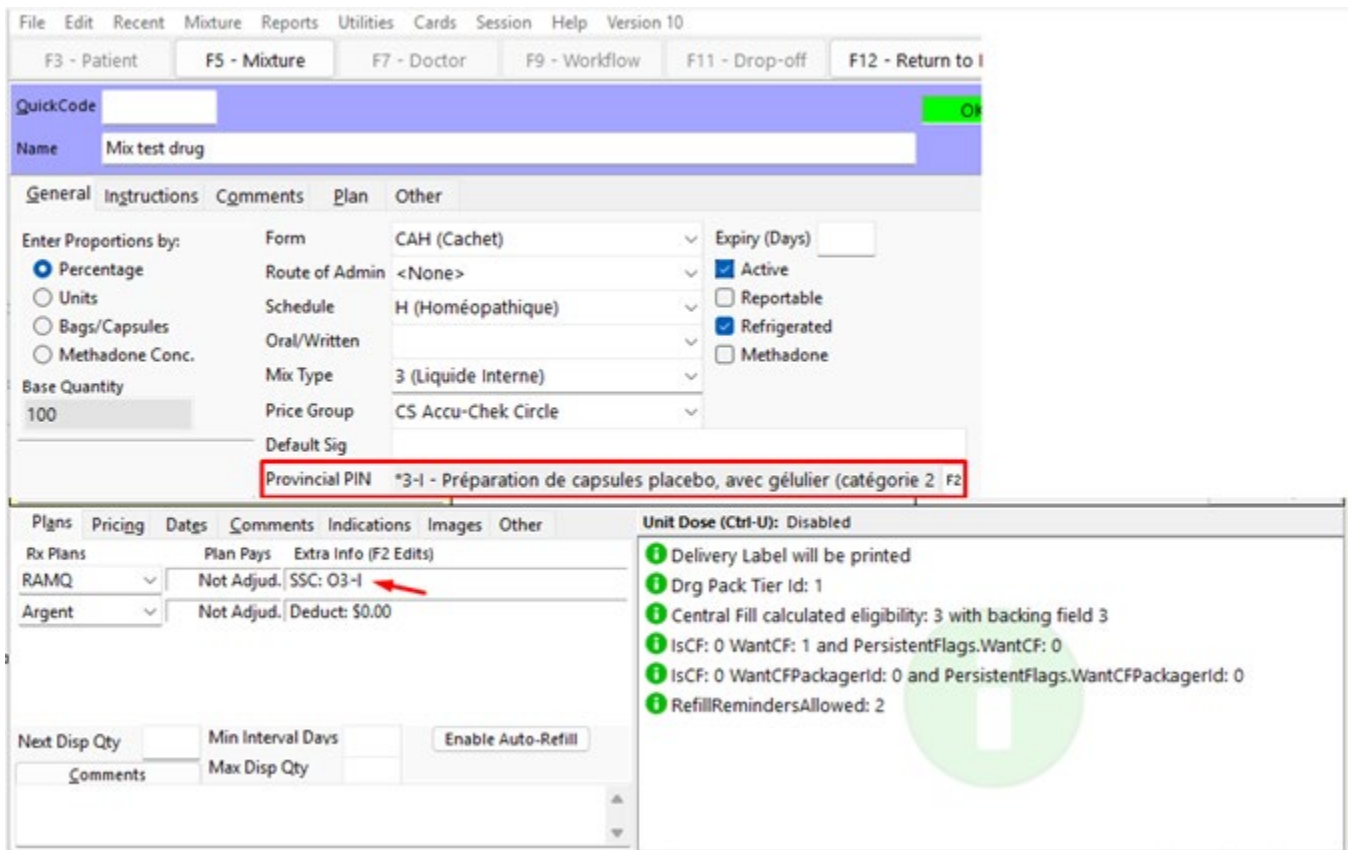 File Edit Recent Mixture Reports Utilities Cards Session Help Version 10
F3 - Patient F5 - Mixture F7 - Doctor F9 - Workflow F11 - Drop-off F12 - Return to
QuickCode
OK
Name Mix test drug
General Instructions Comments Plan Other
Enter Proportions by: Form CAH (Cachet) Expiry (Days)
Percentage Route of Admin <None> Active
Units Schedule H (Homéopathique) Reportable
Bags/Capsules Oral/Written Refrigerated
Methadone Conc. Mix Type 3 (Liquide Interne) Methadone
Base Quantity
100 Price Group CS Accu-Chek Circle
Default Sig
Provincial PIN *3-I - Préparation de capsules placebo, avec gélulier (catégorie 2 F2
Plans Pricing Dates Comments Indications Images Other
Rx Plans Plan Pays Extra Info (F2 Edits)
RAMQ Not Adjud. SSC: O3-I
Argent Not Adjud. Deduct: $0.00
Next Disp Qty Min Interval Days Enable Auto-Refill
Comments Max Disp Qty
Unit Dose (Ctrl-U): Disabled
Delivery Label will be printed
Drg Pack Tier Id: 1
Central Fill calculated eligibility: 3 with backing field 3
IsCF: 0 WantCF: 1 and PersistentFlags.WantCF: 0
IsCF: 0 WantCFPackagerId: 0 and PersistentFlags.WantCFPackagerId: 0
RefillRemindersAllowed: 2